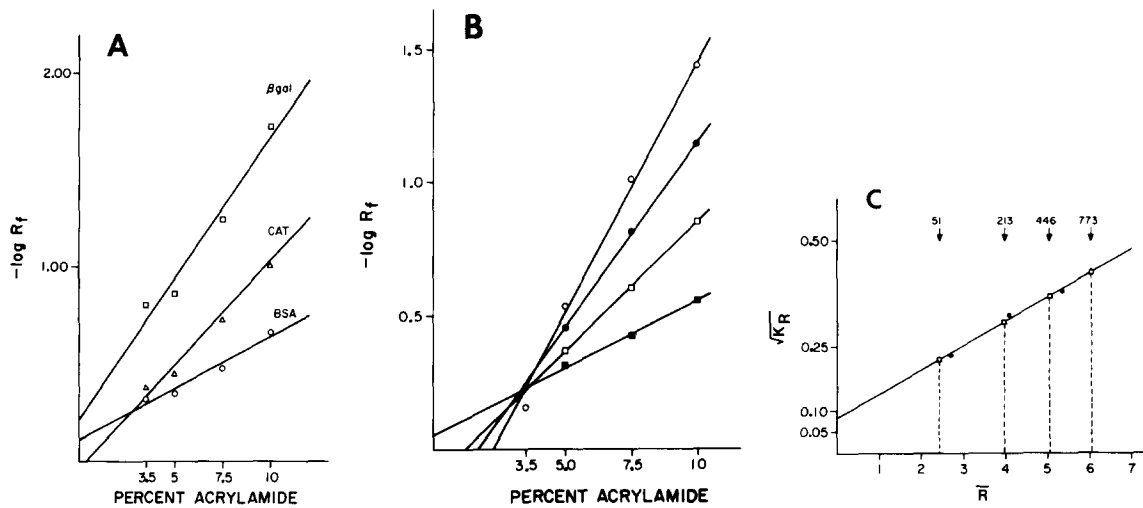 A
2.00
1.00
-log Rf
βgal
CAT
BSA
3.5 5 7.5 10
PERCENT ACRYLAMIDE
B
1.5
1.0
0.5
-log Rf
3.5 5.0 7.5 10
PERCENT ACRYLAMIDE
C
51 213 446 773
0.50
0.25
0.10
0.05
√KR
1 2 3 4 5 6 7
R̅